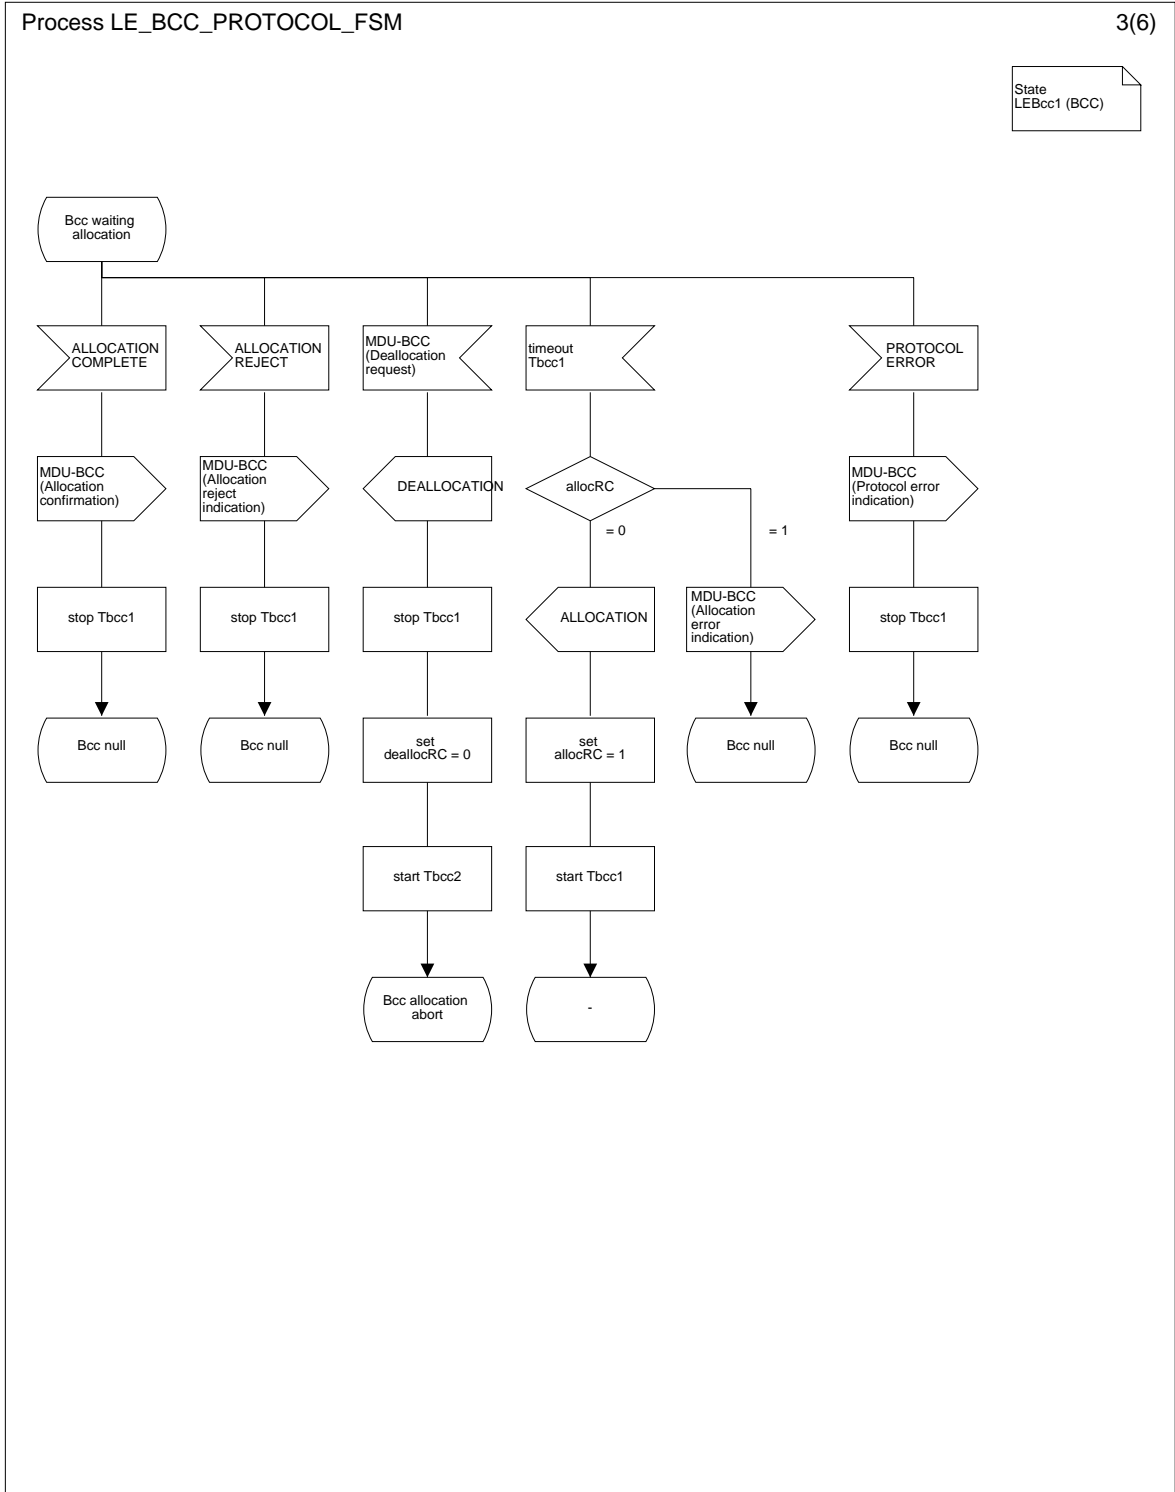 Process LE_BCC_PROTOCOL_FSM
3(6)
State
LEBcc1 (BCC)
Bcc waiting
allocation
ALLOCATION
COMPLETE
ALLOCATION
REJECT
MDU-BCC
(Deallocation
request)
timeout
Tbcc1
PROTOCOL
ERROR
MDU-BCC
(Allocation
confirmation)
MDU-BCC
(Allocation
reject
indication)
DEALLOCATION
allocRC
MDU-BCC
(Protocol error
indication)
= 0
= 1
stop Tbcc1
stop Tbcc1
stop Tbcc1
ALLOCATION
MDU-BCC
(Allocation
error
indication)
stop Tbcc1
Bcc null
Bcc null
set
deallocRC = 0
set
allocRC = 1
Bcc null
Bcc null
start Tbcc2
start Tbcc1
Bcc allocation
abort
-